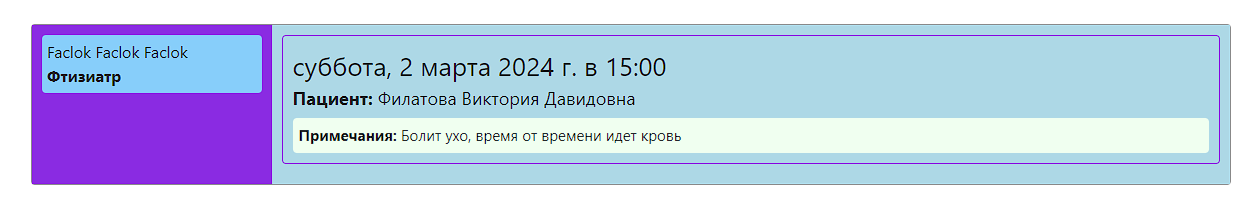 Faclok Faclok Faclok
Фтизиатр
суббота, 2 марта 2024 г. в 15:00
Пациент: Филатова Виктория Давидовна
Примечания: Болит ухо, время от времени идет кровь